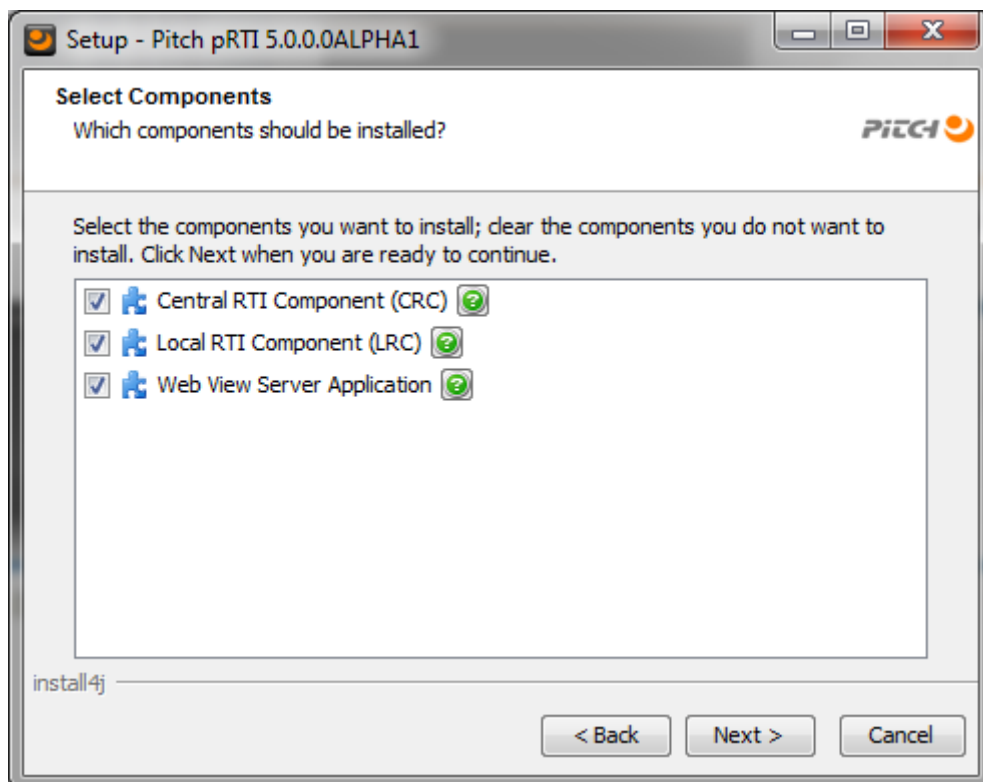 Setup - Pitch pRTI 5.0.0.0ALPHA1
Select Components
Which components should be installed?
PITCH
Select the components you want to install; clear the components you do not want to
install. Click Next when you are ready to continue.
Central RTI Component (CRC)
Local RTI Component (LRC)
Web View Server Application
install4j
< Back Next > Cancel